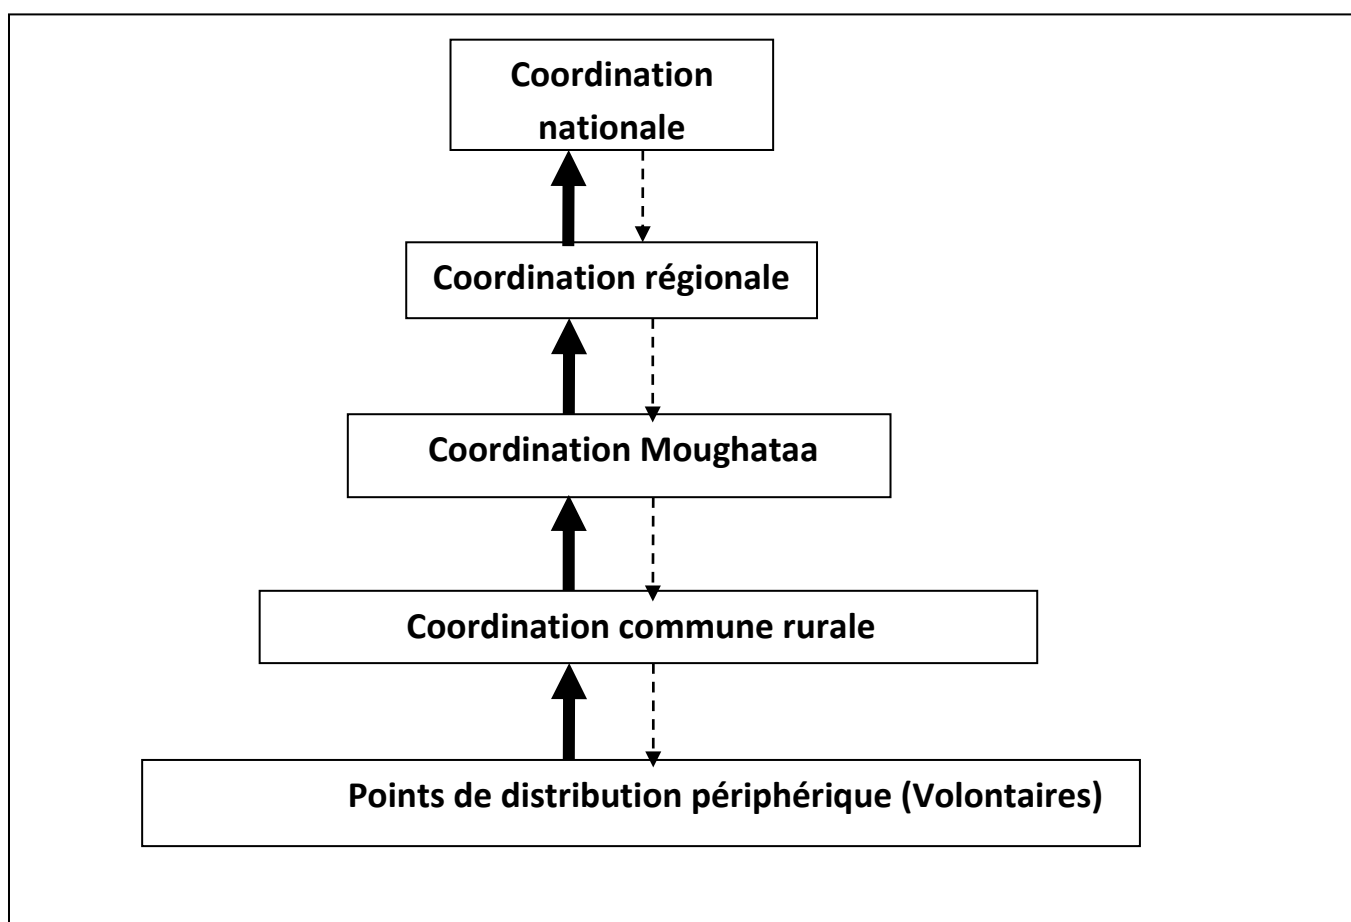 Coordination
nationale
Coordination régionale
Coordination Moughataa
Coordination commune rurale
Points de distribution périphérique (Volontaires)